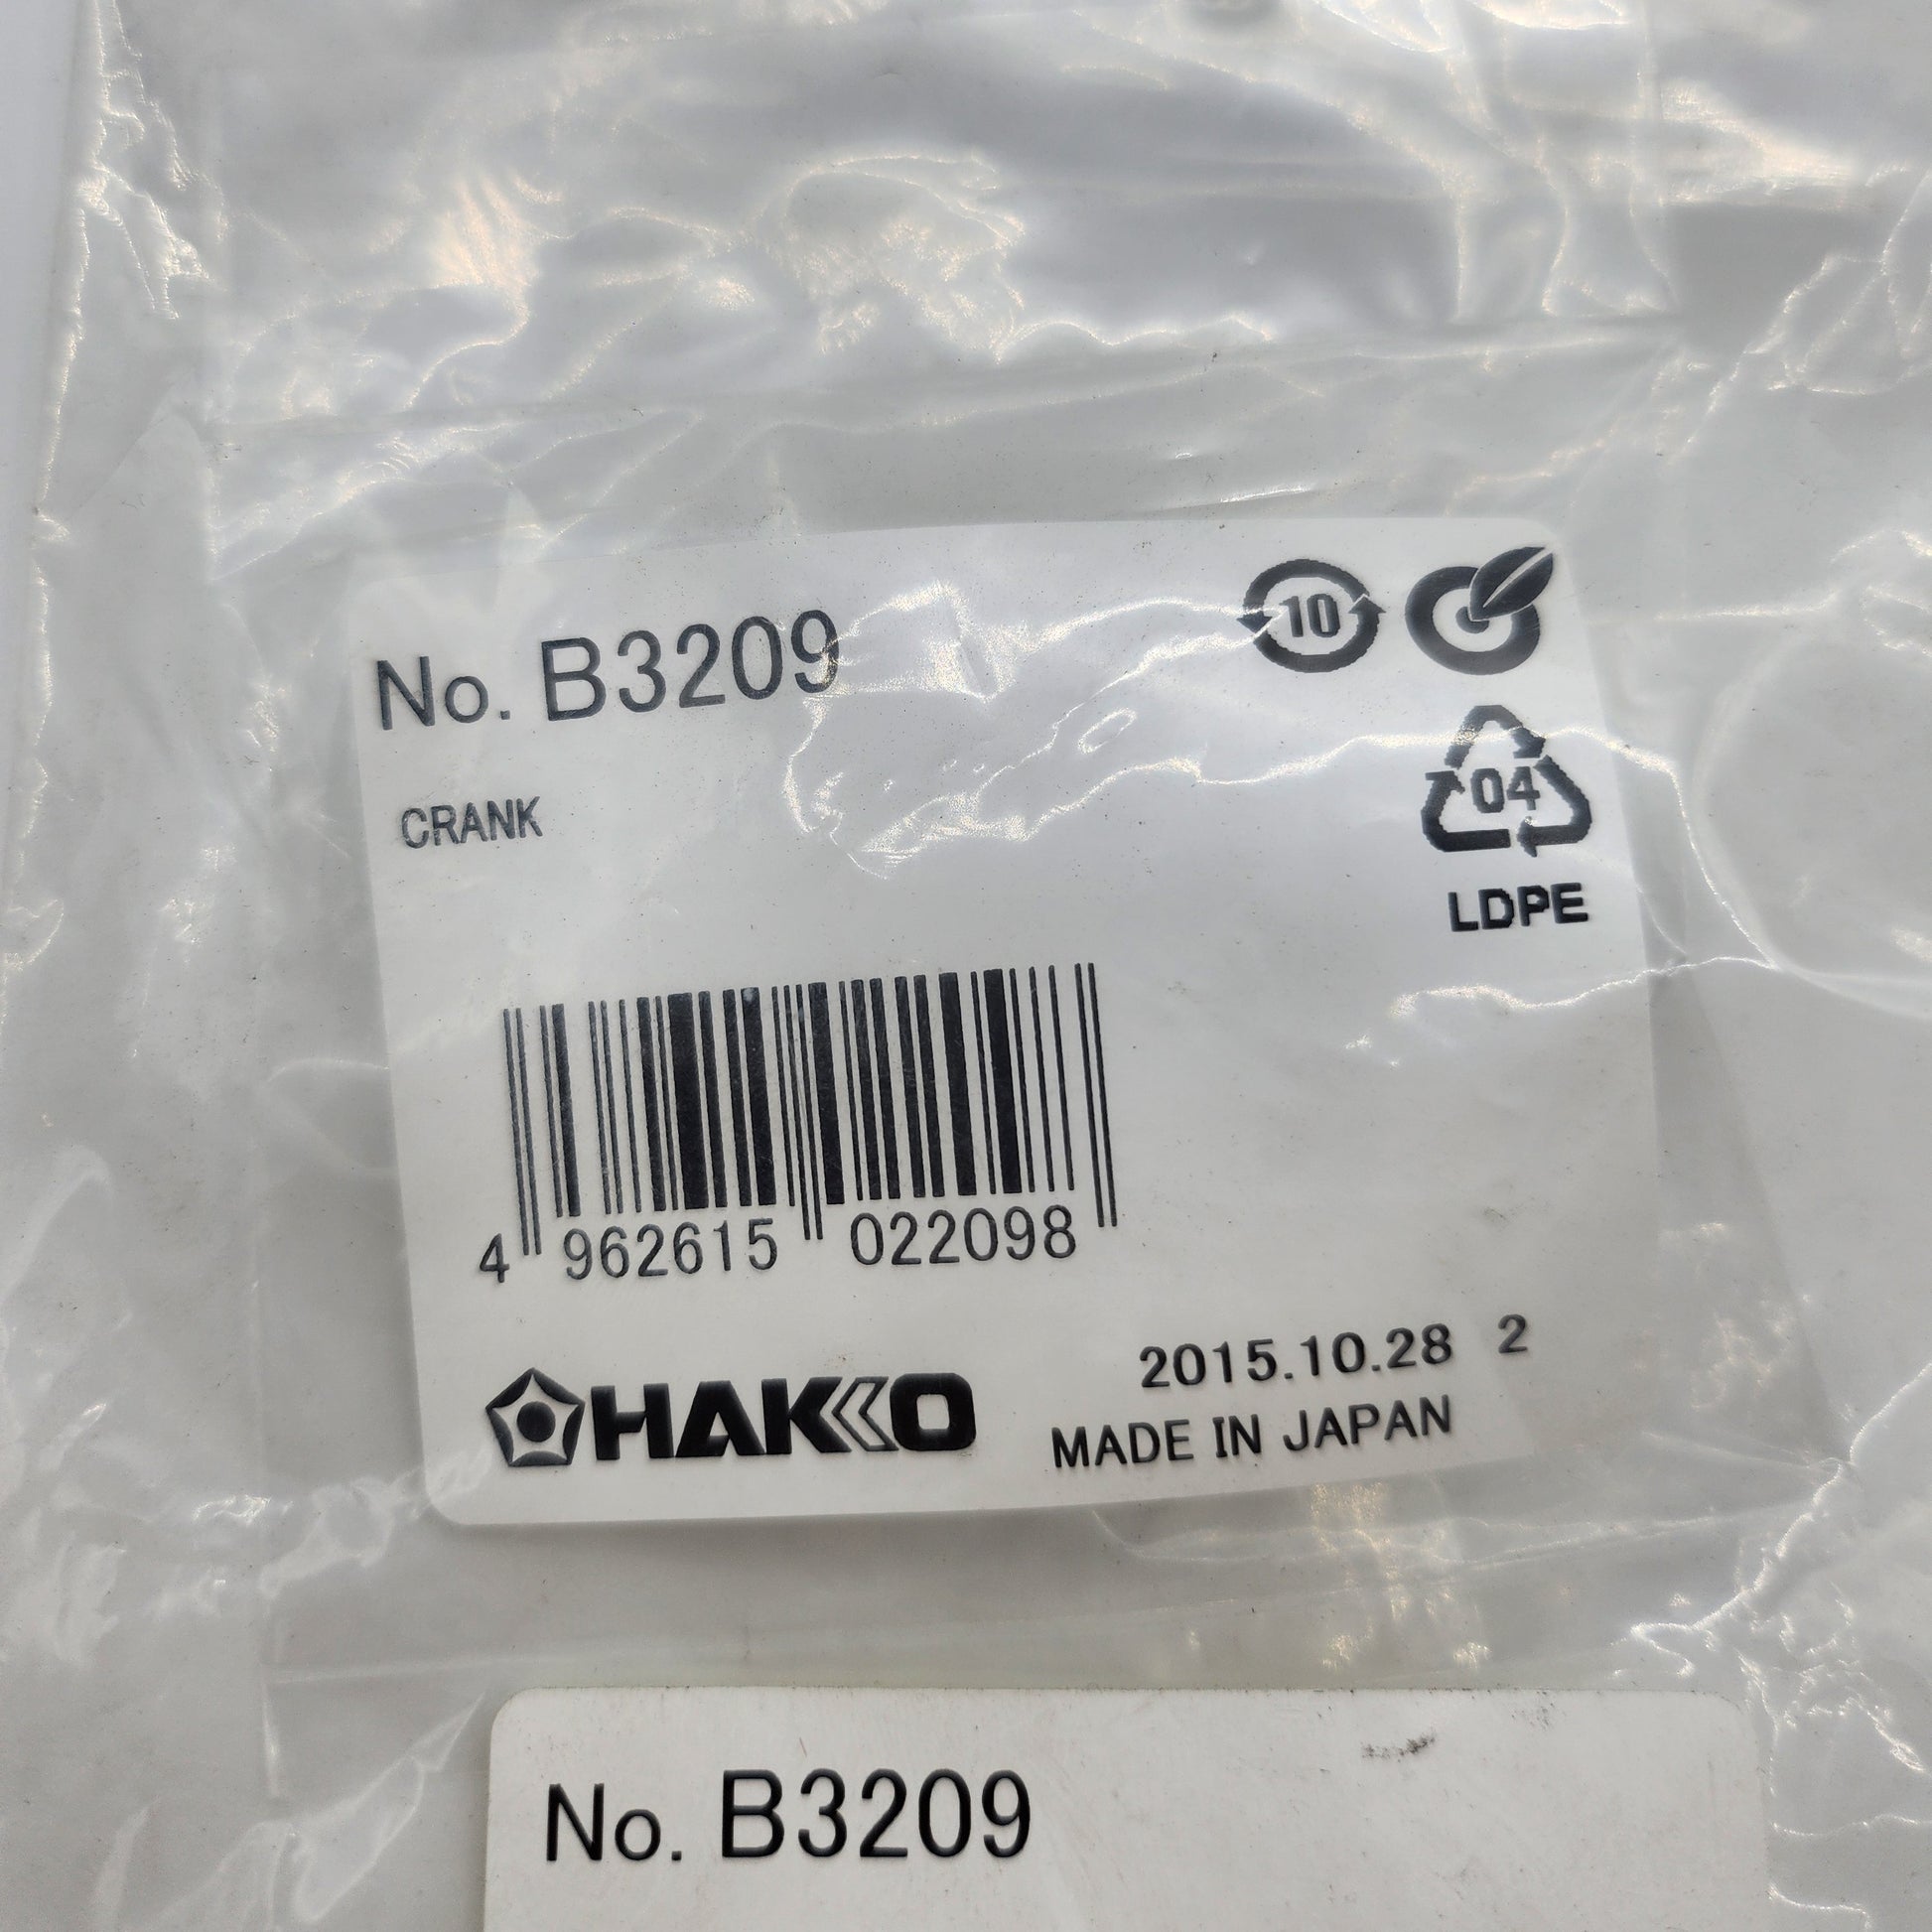 No. B3209
10
CRANK
04
LDPE
4 962615 022098
HAKKO
2015.10.28 2
MADE IN JAPAN
No. B3209